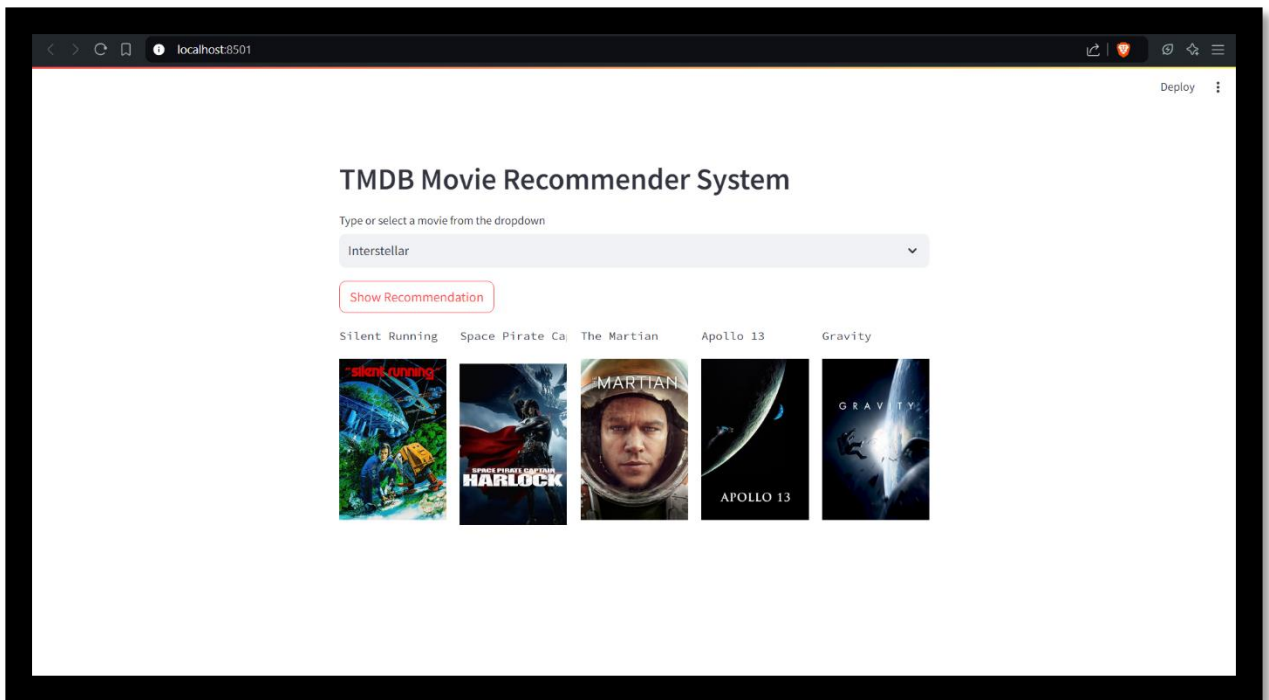 localhost:8501
Deploy
TMDB Movie Recommender System
Type or select a movie from the dropdown
Interstellar
Show Recommendation
Silent Running
Space Pirate Ca
The Martian
Apollo 13
Gravity
silent running
SPACE PIRATE CAPTAIN
HARLOCK
MARTIAN
APOLLO 13
GRAVITY